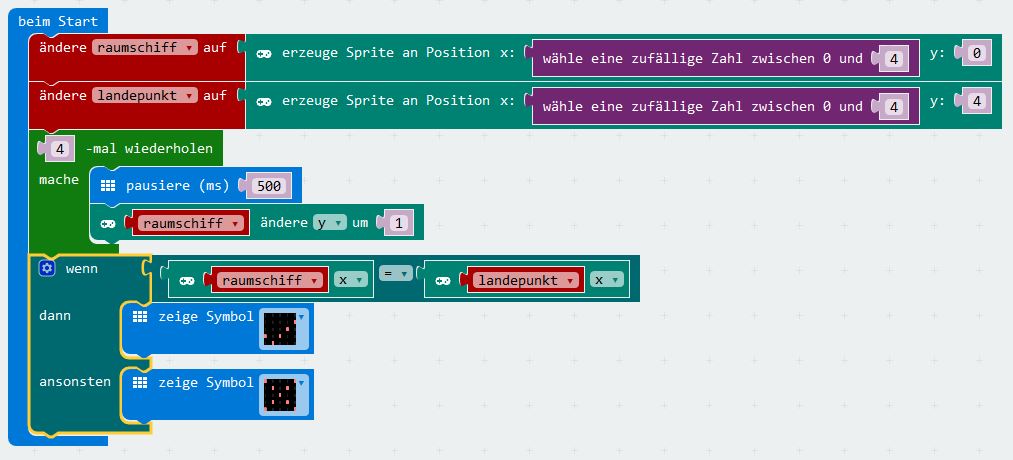 beim Start
ändere raumschiff auf erzeuge Sprite an Position x: wähle eine zufällige Zahl zwischen 0 und 4 y: 0
ändere landepunkt auf erzeuge Sprite an Position x: wähle eine zufällige Zahl zwischen 0 und 4 y: 4
4 -mal wiederholen
mache
pausiere (ms) 500
raumschiff ändere y um 1
wenn raumschiff x = landepunkt x
dann zeige Symbol
ansonsten zeige Symbol